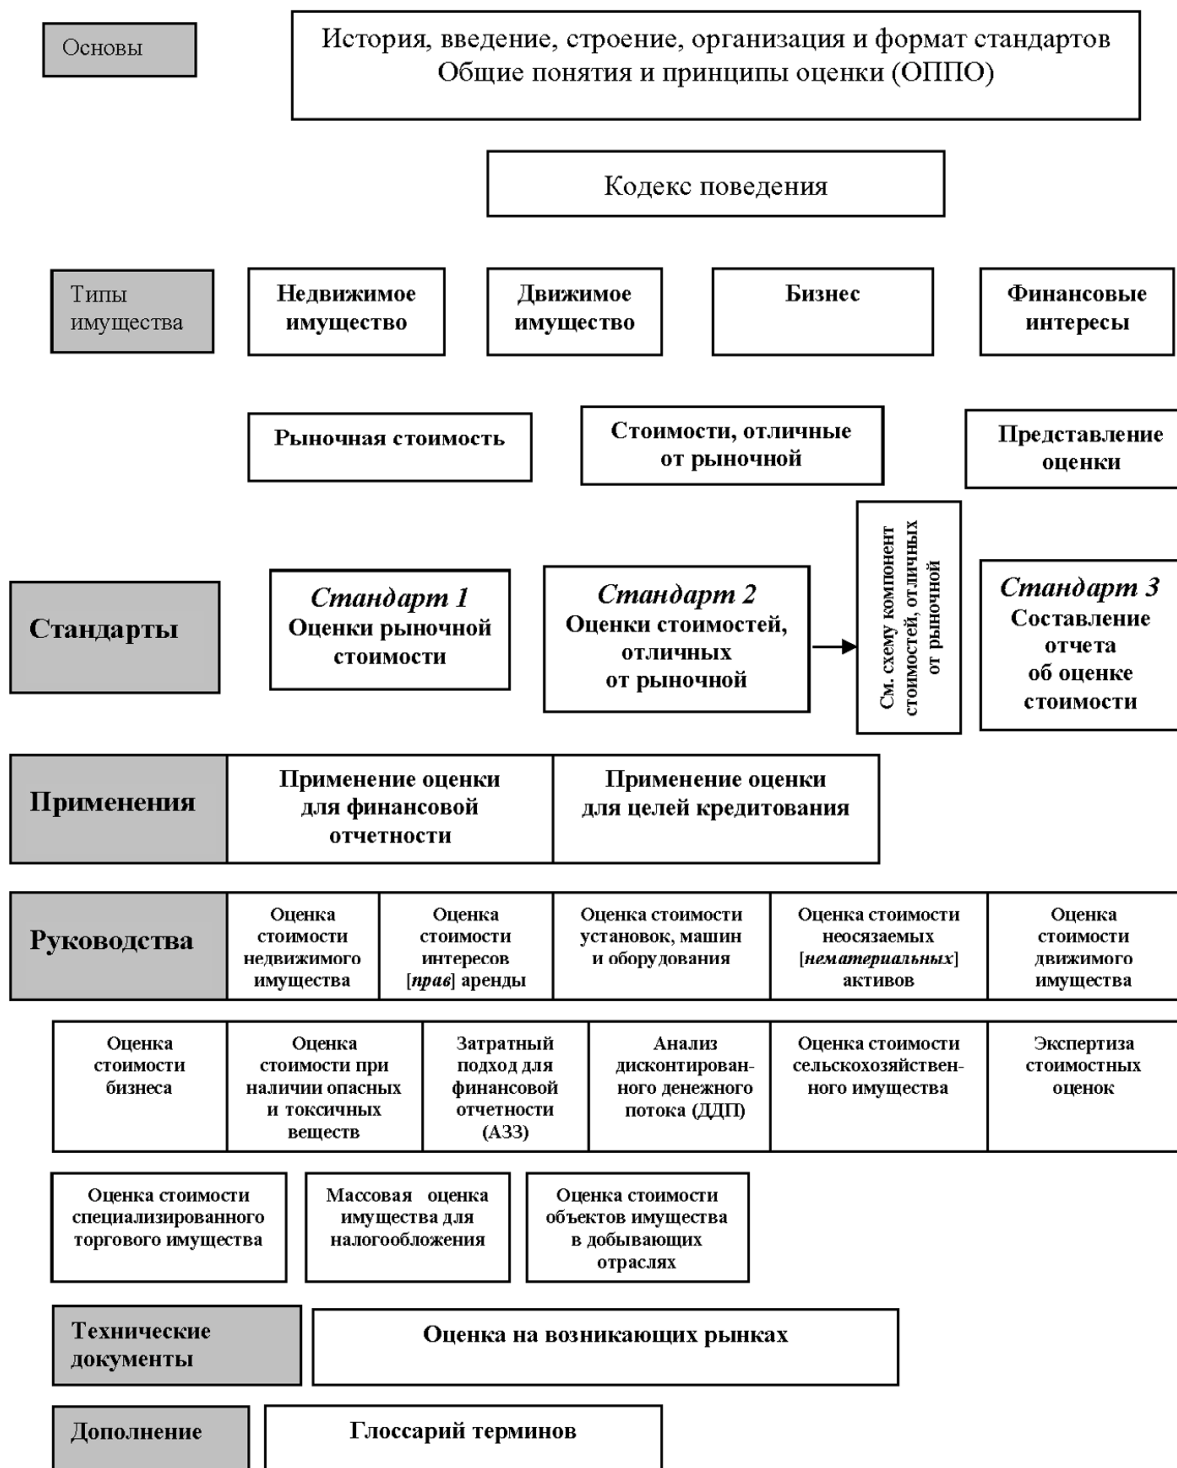 Основы
История, введение, строение, организация и формат стандартов
Общие понятия и принципы оценки (ОППО)
Кодекс поведения
Типы
имущества
Недвижимое
имущество
Движимое
имущество
Бизнес
Финансовые
интересы
Рыночная стоимость
Стоимости, отличные
от рыночной
Представление
оценки
Стандарты
Стандарт 1
Оценки рыночной
стоимости
Стандарт 2
Оценки стоимостей,
отличных
от рыночной
См. схему компонент
стоимостей, отличных
от рыночной
Стандарт 3
Составление
отчета
об оценке
стоимости
Применения
Применение оценки
для финансовой
отчетности
Применение оценки
для целей кредитования
Руководства
Оценка
стоимости
недвижимого
имущества
Оценка
стоимости
интересов
[прав] аренды
Оценка стоимости
установок, машин
и оборудования
Оценка стоимости
неосязаемых
[нематериальных]
активов
Оценка
стоимости
движимого
имущества
Оценка
стоимости
бизнеса
Оценка
стоимости при
наличии опасных
и токсичных
веществ
Затратный
подход для
финансовой
отчетности
(АЗЗ)
Анализ
дисконтирован-
ного денежного
потока (ДДП)
Оценка стоимости
сельскохозяйствен-
ного имущества
Экспертиза
стоимостных
оценок
Оценка стоимости
специализированного
торгового имущества
Массовая оценка
имущества для
налогообложения
Оценка стоимости
объектов имущества
в добывающих
отраслях
Технические
документы
Оценка на возникающих рынках
Дополнение
Глоссарий терминов